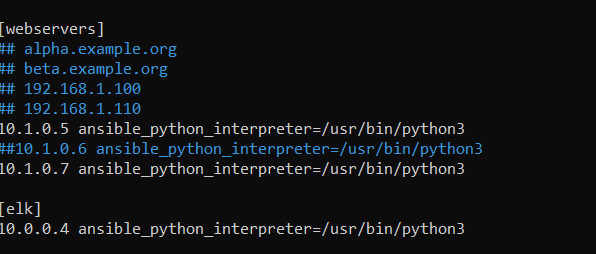 [webservers]
## alpha.example.org
## beta.example.org
## 192.168.1.100
## 192.168.1.110
10.1.0.5 ansible_python_interpreter=/usr/bin/python3
##10.1.0.6 ansible_python_interpreter=/usr/bin/python3
10.1.0.7 ansible_python_interpreter=/usr/bin/python3
[elk]
10.0.0.4 ansible_python_interpreter=/usr/bin/python3